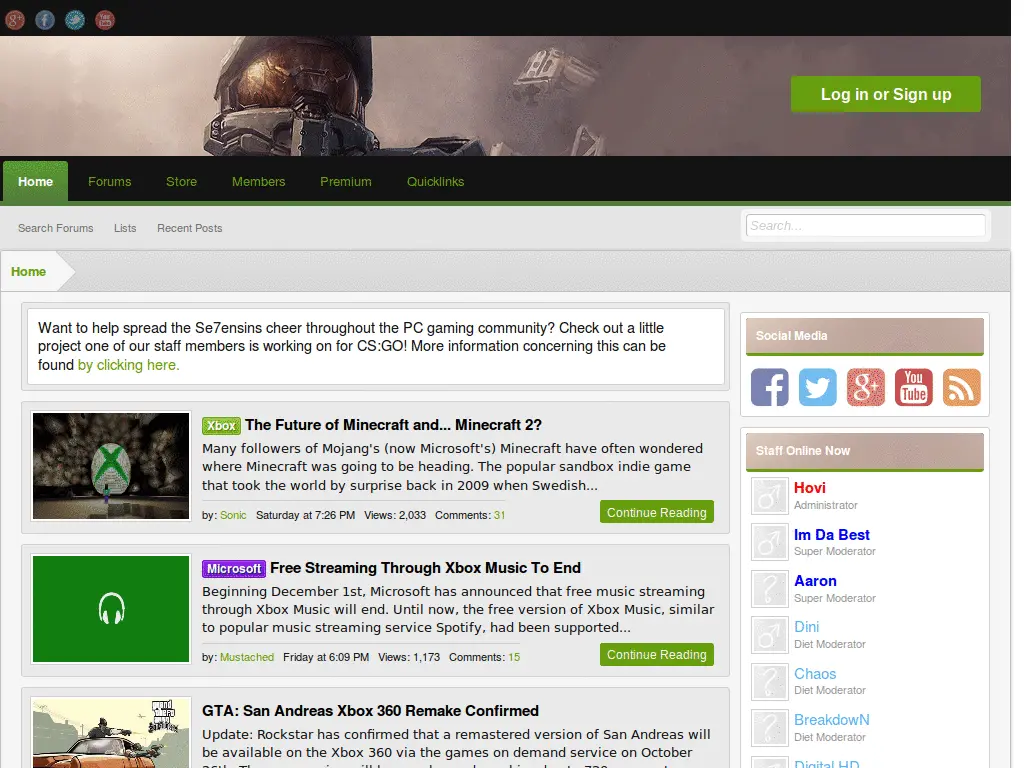 Log in or Sign up
Home Forums Store Members Premium Quicklinks
Search Forums Lists Recent Posts
Search...
Home
Want to help spread the Se7ensins cheer throughout the PC gaming community? Check out a little
project one of our staff members is working on for CS:GO! More information concerning this can be
found by clicking here.
Xbox The Future of Minecraft and... Minecraft 2?
Many followers of Mojang's (now Microsoft's) Minecraft have often wondered
where Minecraft was going to be heading. The popular sandbox indie game
that took the world by surprise back in 2009 when Swedish...
by: Sonic Saturday at 7:26 PM Views: 2,033 Comments: 31
Continue Reading
Microsoft Free Streaming Through Xbox Music To End
Beginning December 1st, Microsoft has announced that free music streaming
through Xbox Music will end. Until now, the free version of Xbox Music, similar
to popular music streaming service Spotify, had been supported...
by: Mustached Friday at 6:09 PM Views: 1,173 Comments: 15
Continue Reading
GTA: San Andreas Xbox 360 Remake Confirmed
Update: Rockstar has confirmed that a remastered version of San Andreas will
be available on the Xbox 360 via the games on demand service on October
Social Media
You
Tube
Staff Online Now
Hovi
Administrator
Im Da Best
Super Moderator
Aaron
Super Moderator
Dini
Diet Moderator
Chaos
Diet Moderator
BreakdowN
Diet Moderator
Digital HD